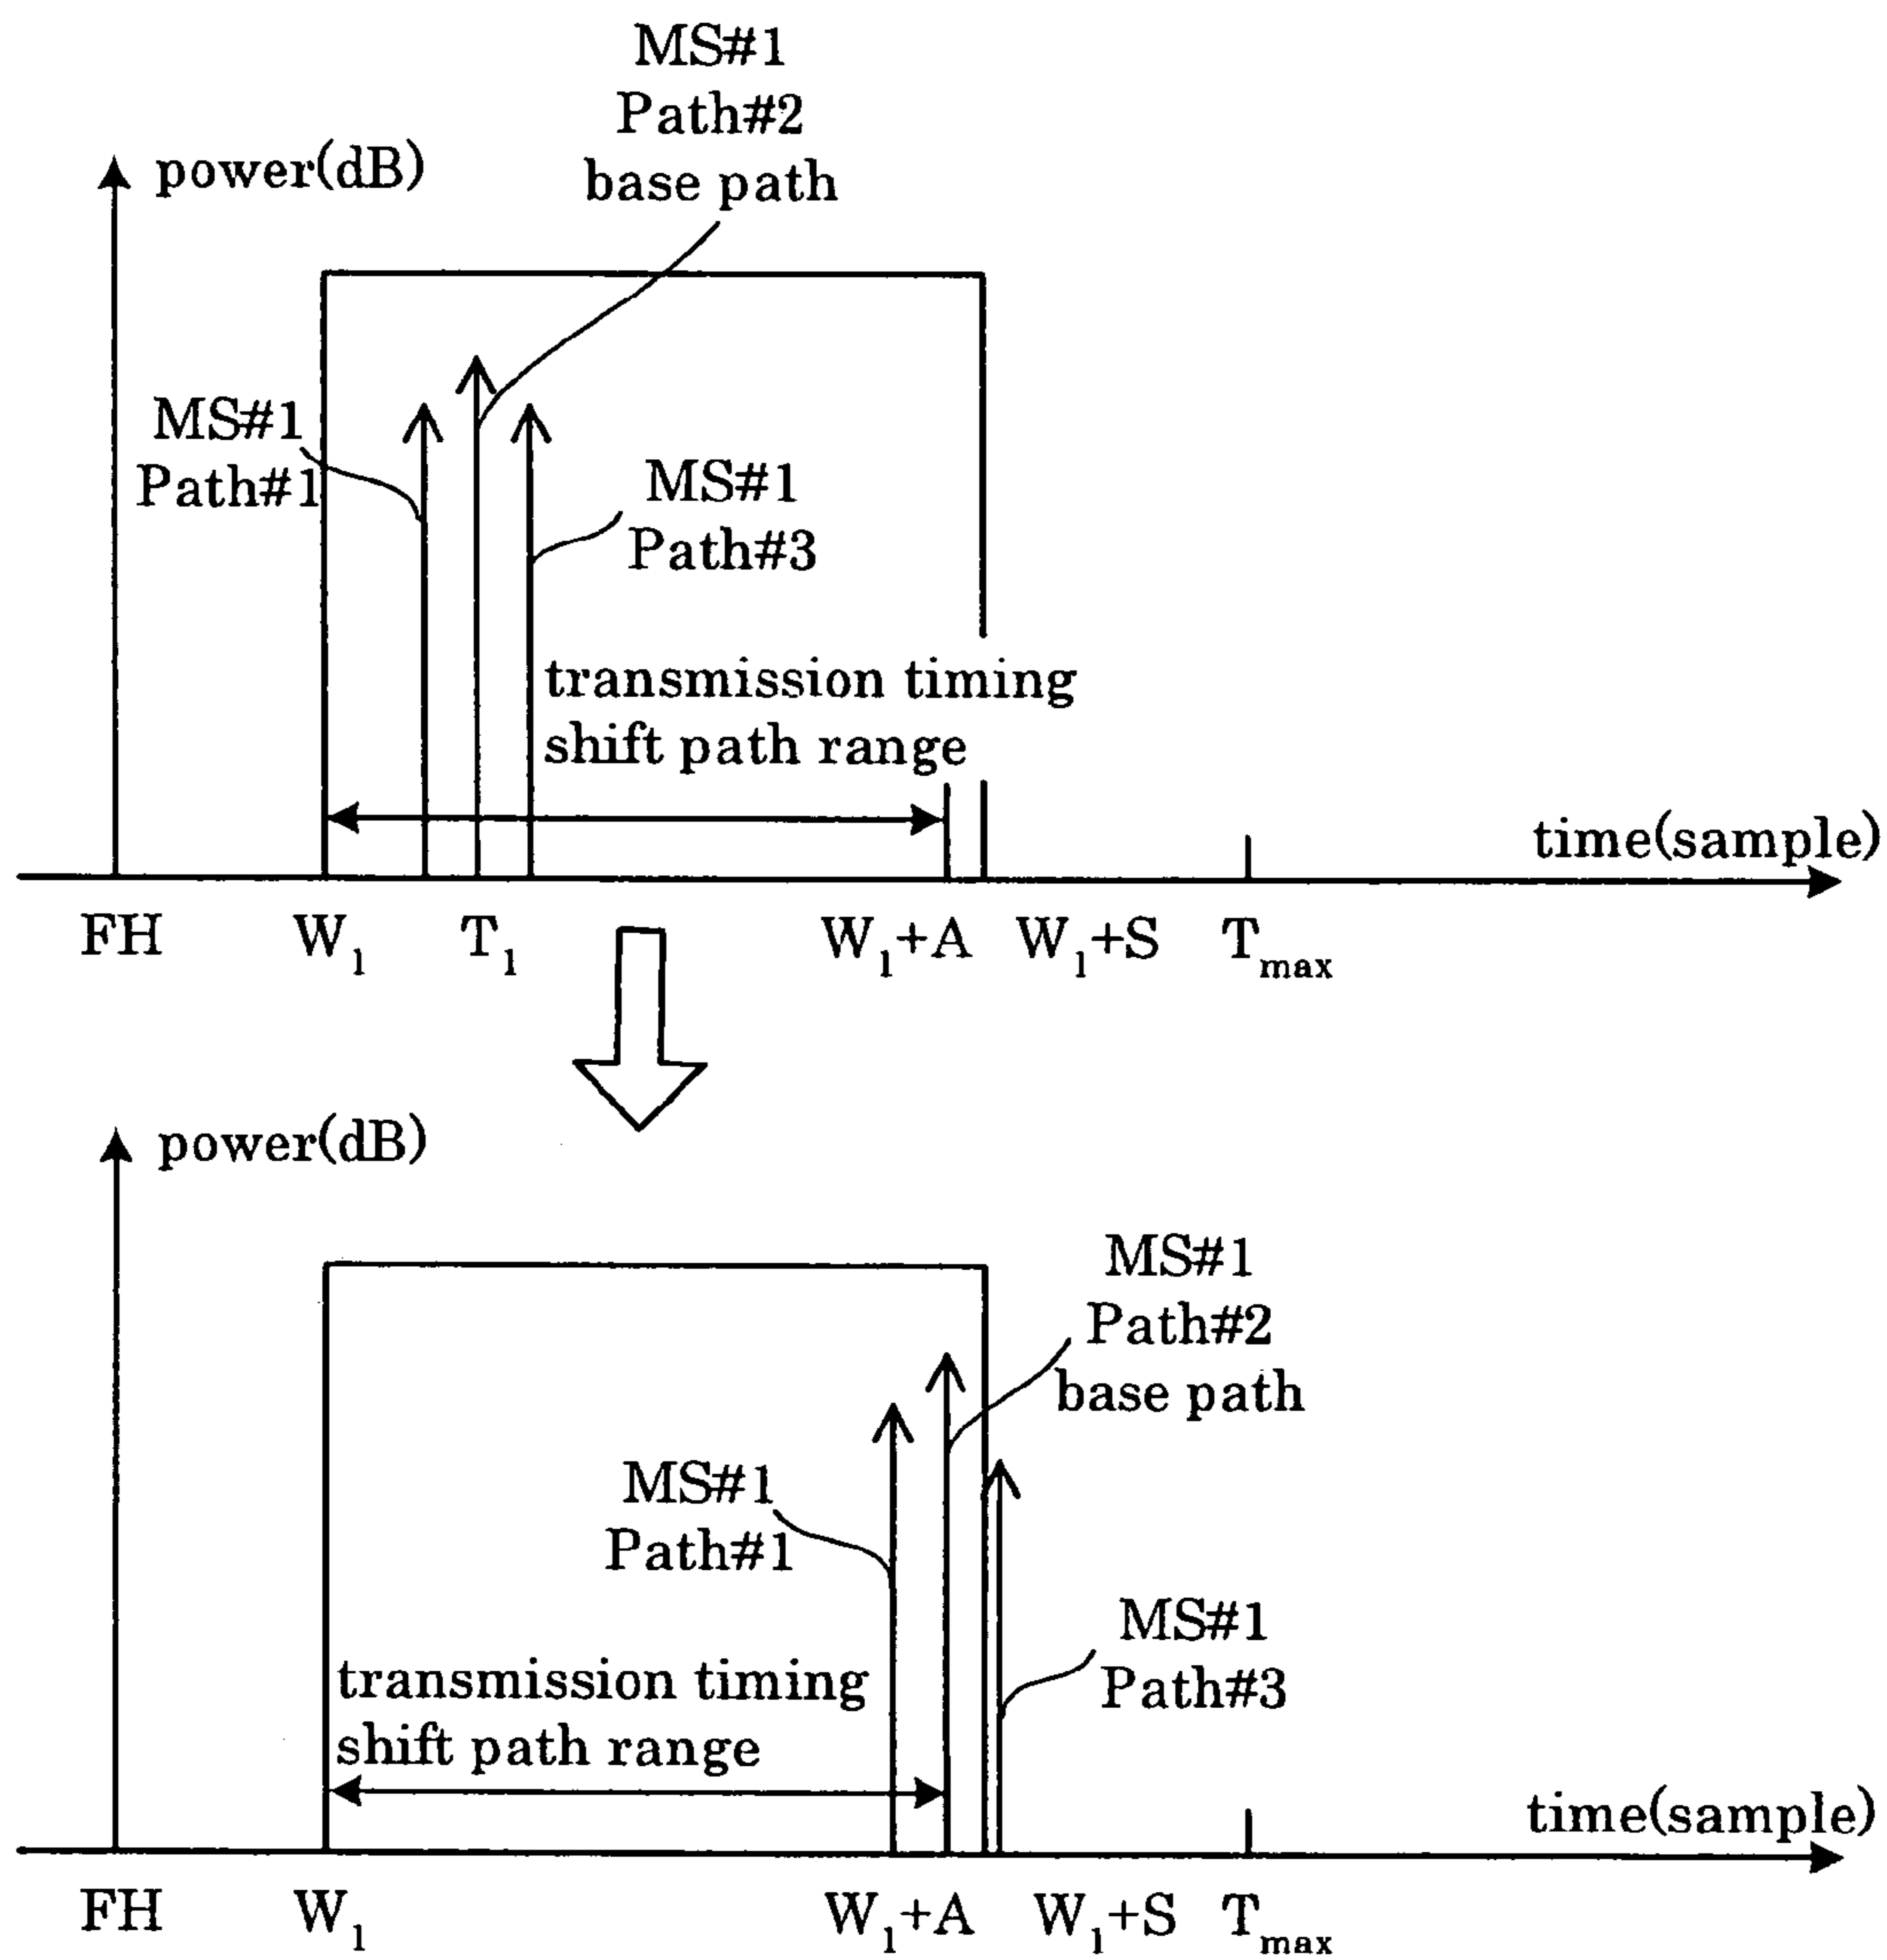 MS#1
Path#2
base path
power(dB)
MS#1
Path#1
MS#1
Path#3
transmission timing
shift path range
time(sample)
FH W₁ T₁ W₁+A W₁+S Tmax
power(dB)
MS#1
Path#2
base path
MS#1
Path#1
MS#1
Path#3
transmission timing
shift path range
time(sample)
FH W₁ W₁+A W₁+S Tmax